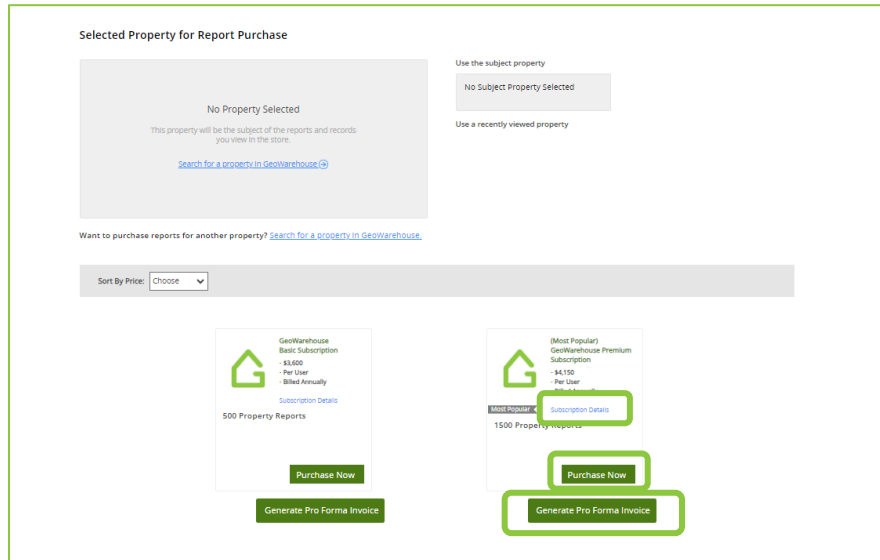 Selected Property for Report Purchase
No Property Selected
This property will be the subject of the reports and records
you view in the store.
Search for a property in GeoWarehouse
Use the subject property
No Subject Property Selected
Use a recently viewed property
Want to purchase reports for another property? Search for a property in GeoWarehouse.
Sort By Price: Choose
GeoWarehouse
Basic Subscription
- $3,600
- Per User
- Billed Annually
Subscription Details
500 Property Reports
Purchase Now
Generate Pro Forma Invoice
(Most Popular)
GeoWarehouse Premium
Subscription
- $4,150
- Per User
- Billed Annually
Most Popular
Subscription Details
1500 Property Reports
Purchase Now
Generate Pro Forma Invoice